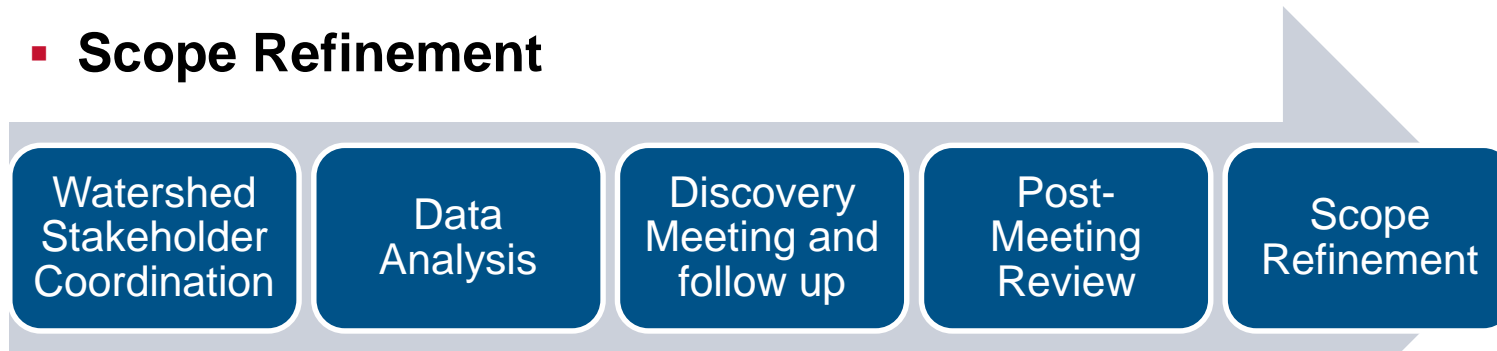 ▪ Scope Refinement
Watershed
Stakeholder
Coordination
Data
Analysis
Discovery
Meeting and
follow up
Post-
Meeting
Review
Scope
Refinement